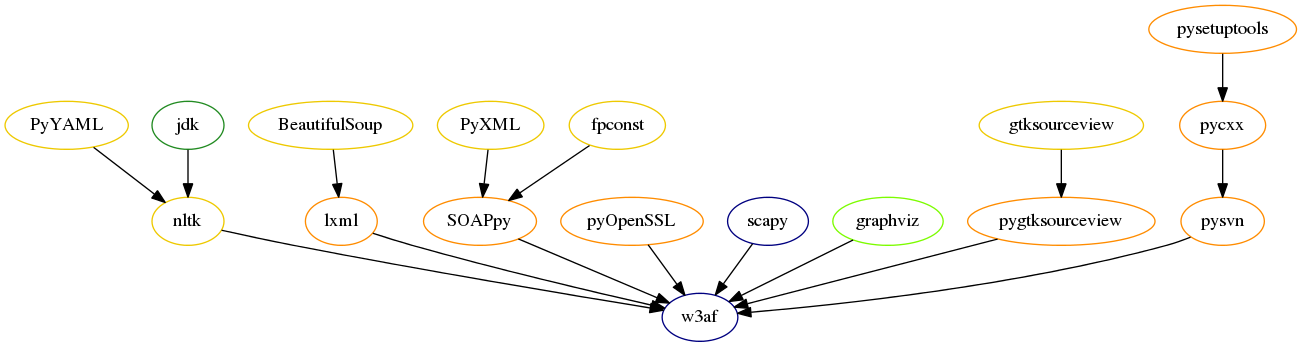 pysetuptools
PyYAML
jdk
BeautifulSoup
PyXML
fpconst
gtksourceview
pycxx
nltk
lxml
SOAPpy
pyOpenSSL
scapy
graphviz
pygtksourceview
pysvn
w3af